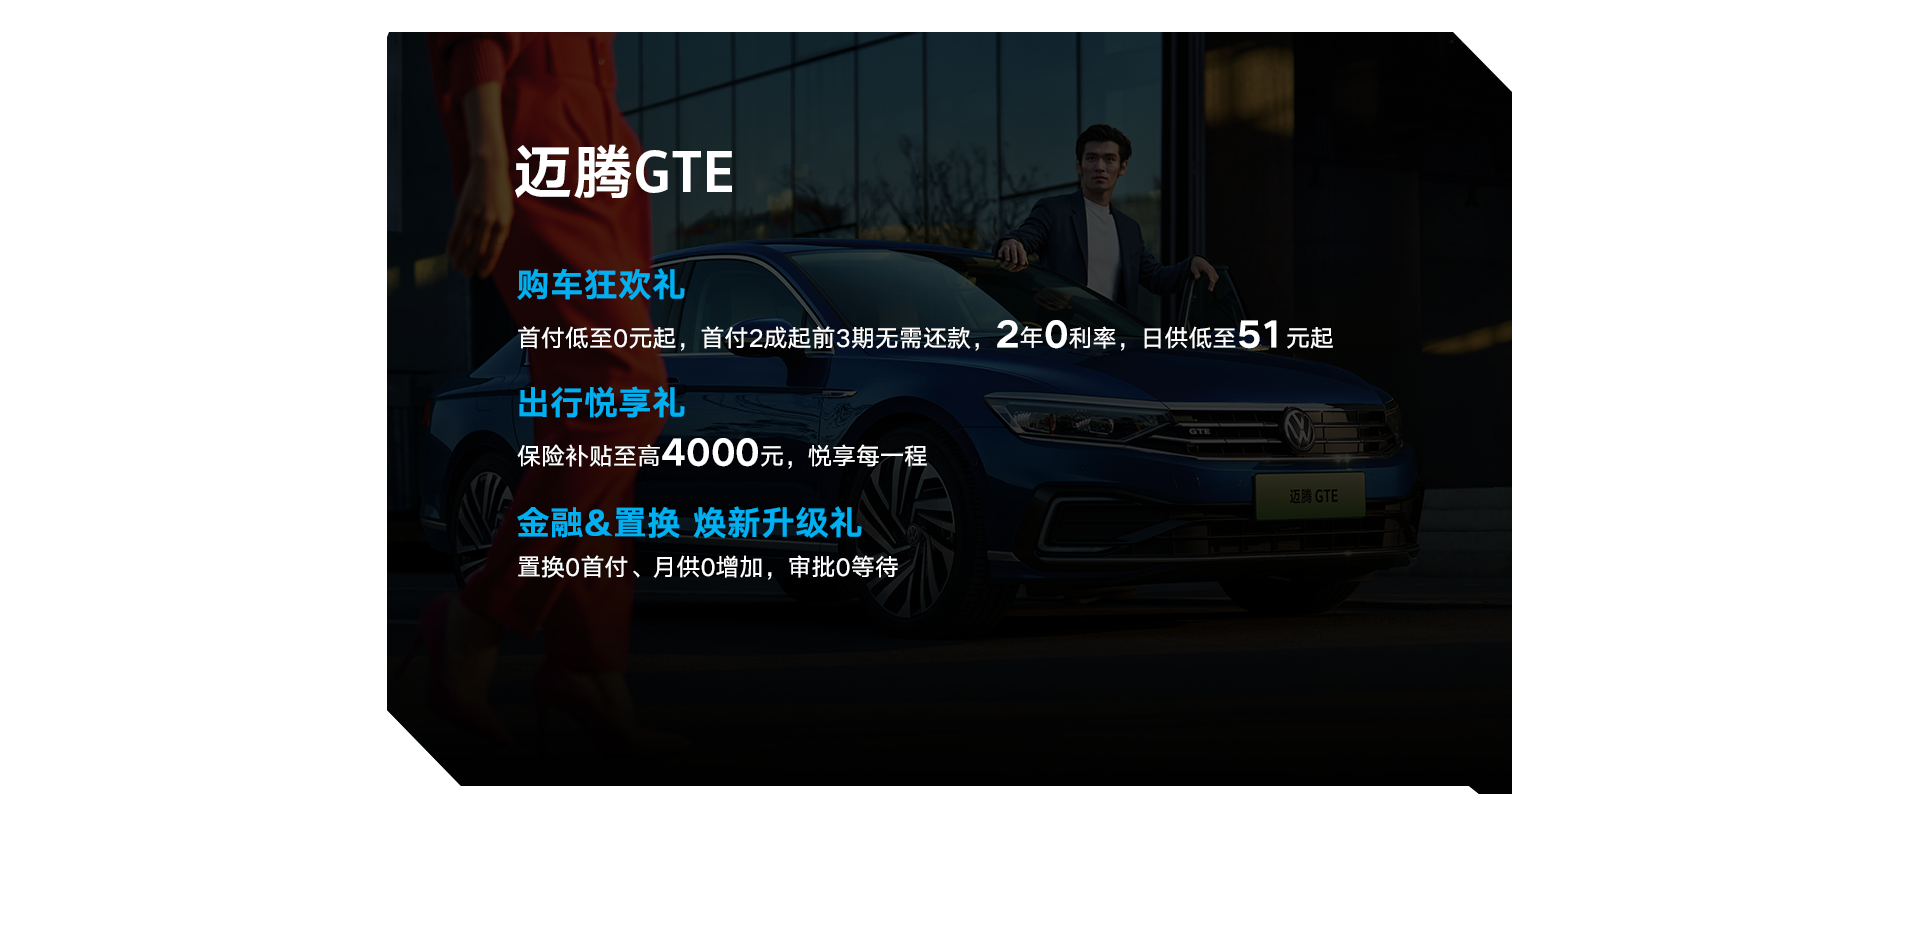 迈腾GTE
购车狂欢礼
首付低至0元起，首付2成起前3期无需还款，2年0利率，日供低至51元起
出行悦享礼
保险补贴至高4000元，悦享每一程
金融&置换 焕新升级礼
置换0首付、月供0增加，审批0等待
GTE
迈腾 GTE